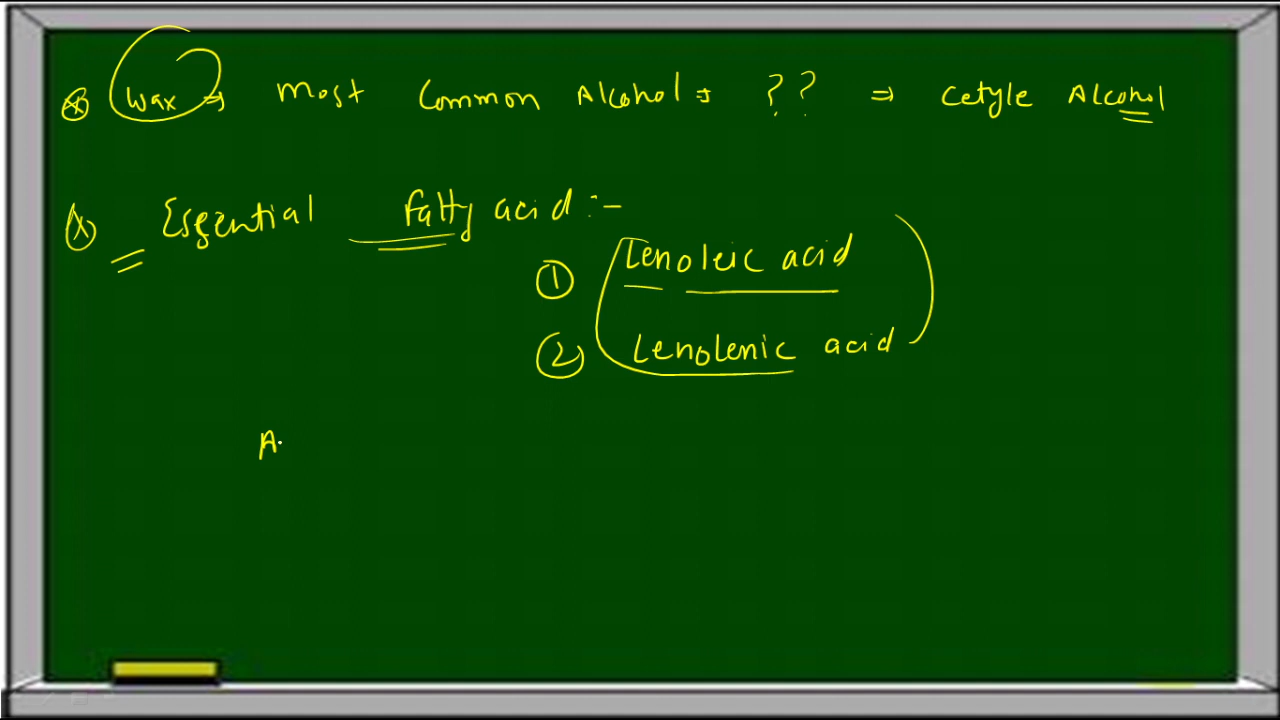 ⊗ Wax ⇒ most Common Alcohol ⇒ ?? ⇒ Cetyle Alcohol
⊗ Essential fatty acid :-
① Lenoleic acid
② Lenolenic acid
A.